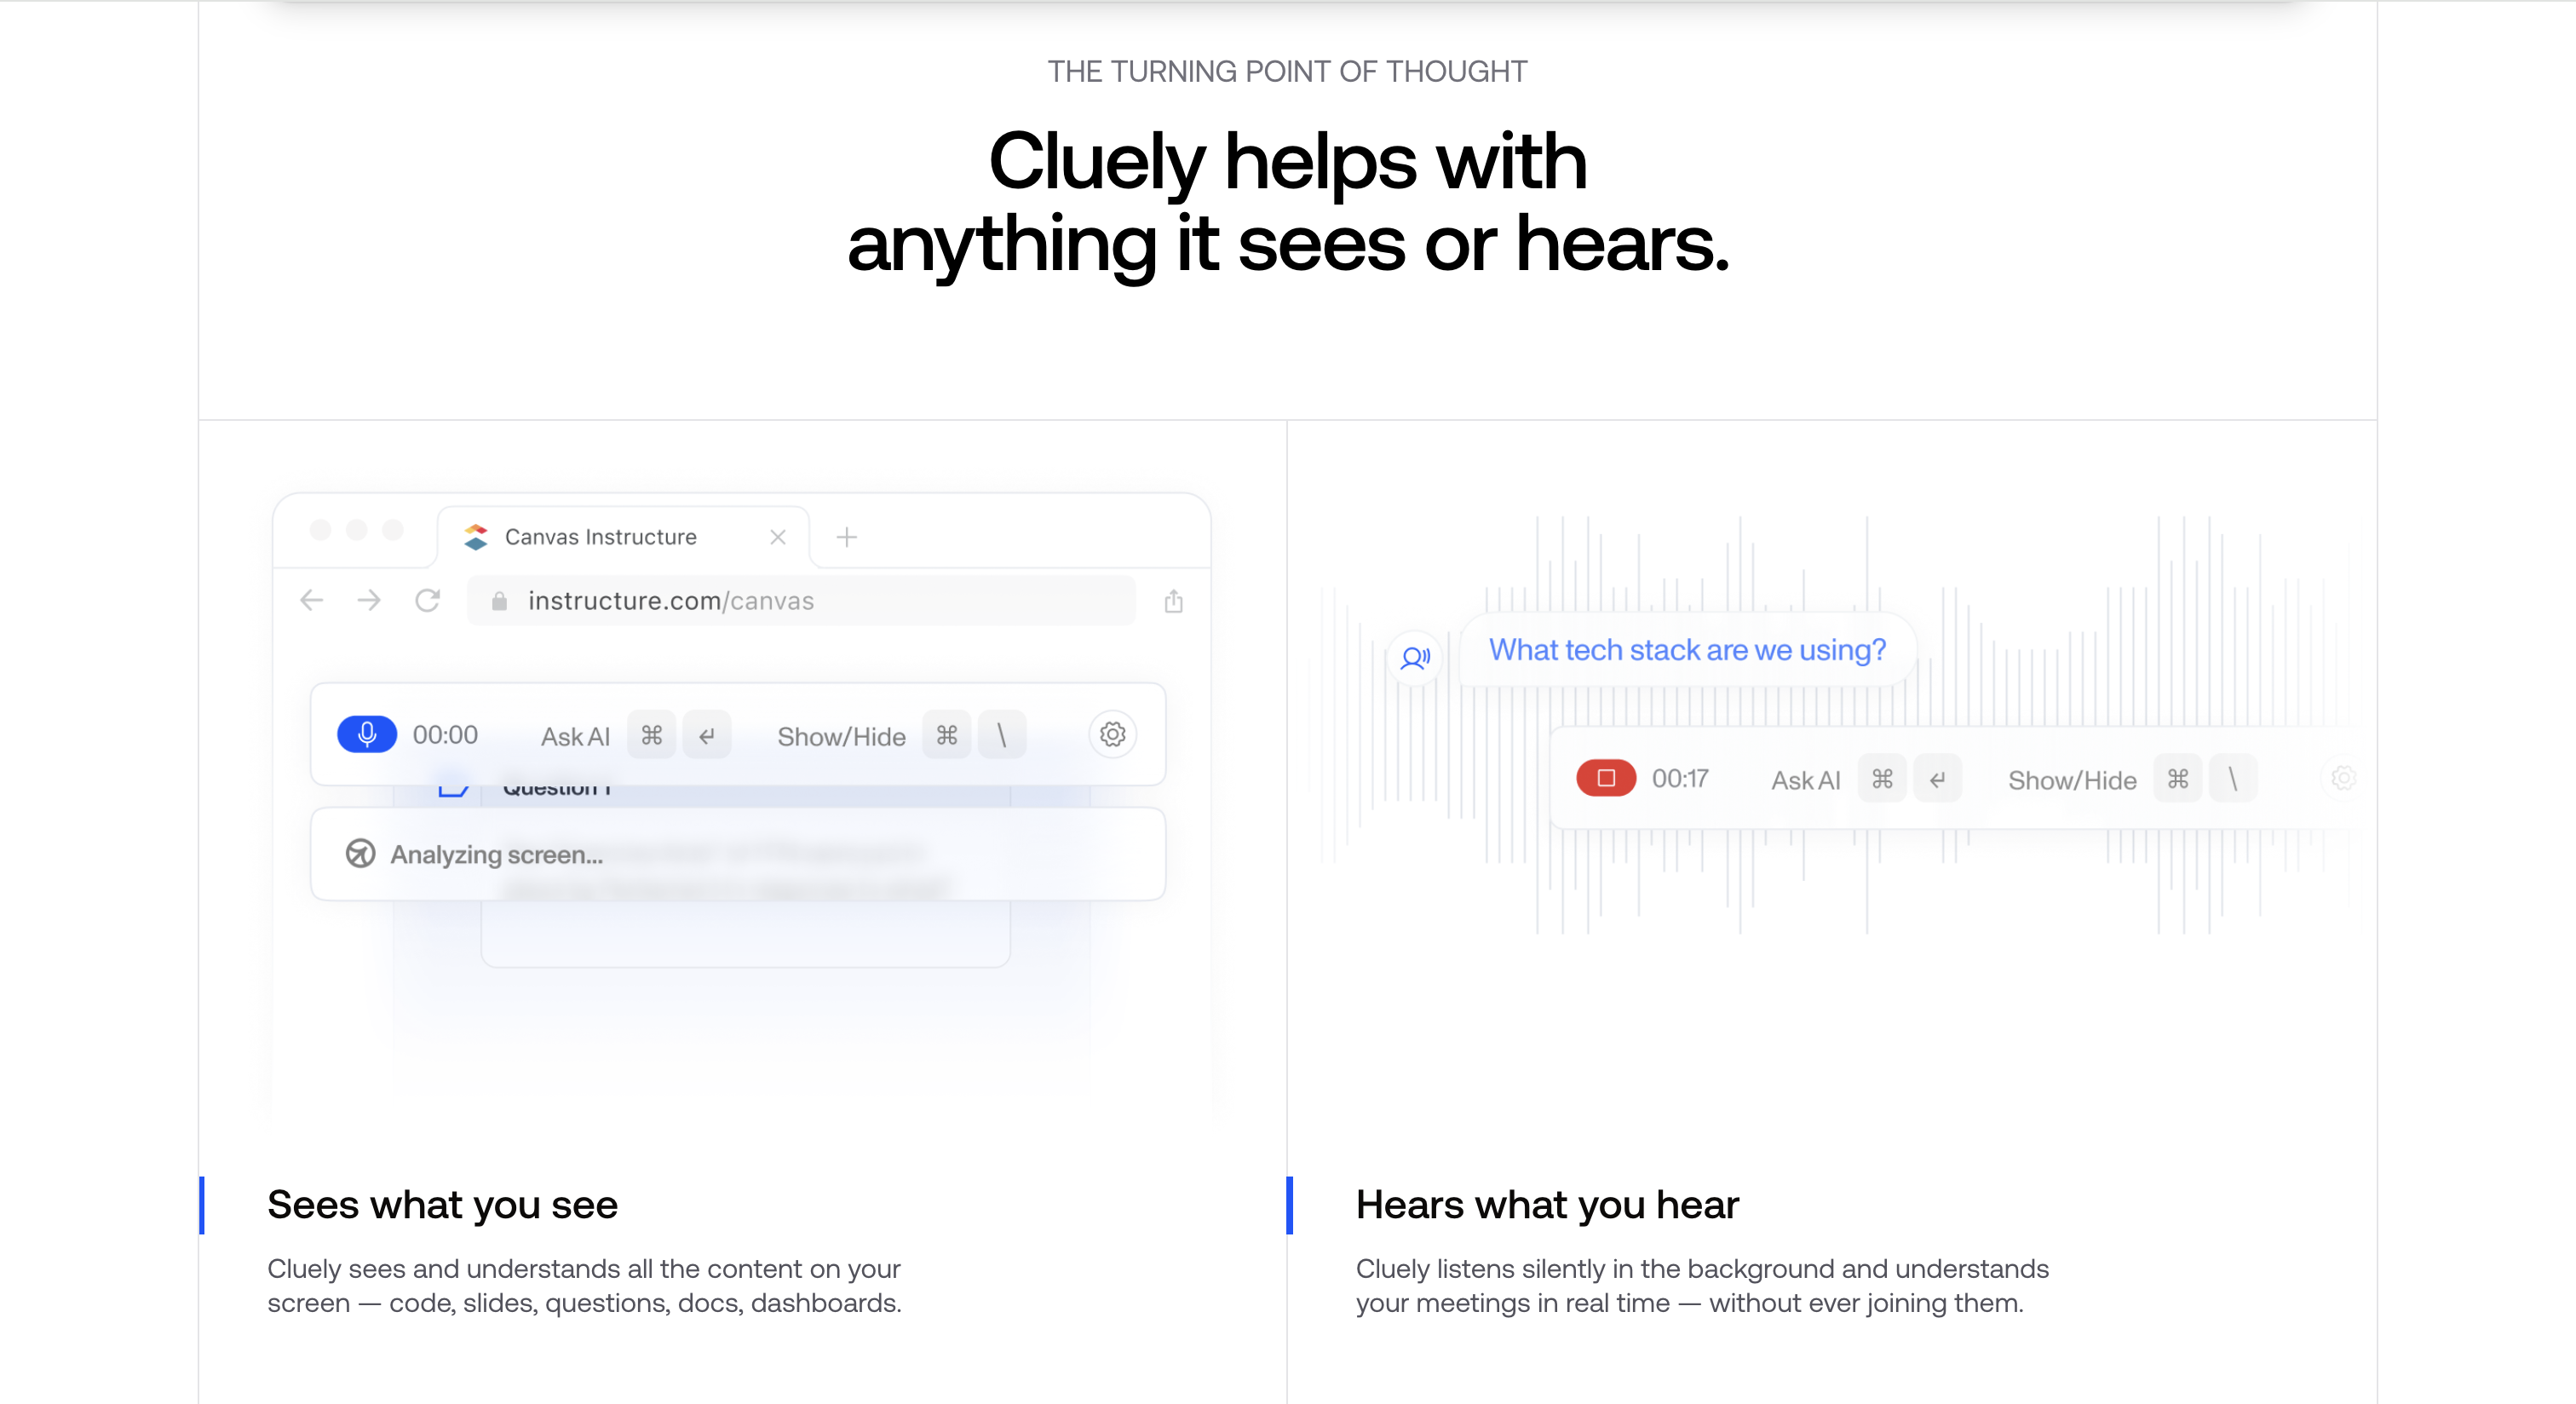 THE TURNING POINT OF THOUGHT
Cluely helps with
anything it sees or hears.
Canvas Instructure
instructure.com/canvas
00:00 Ask AI ⌘ ↵ Show/Hide ⌘ \
Question 1
Analyzing screen...
What tech stack are we using?
00:17 Ask AI ⌘ ↵ Show/Hide ⌘ \
Sees what you see
Cluely sees and understands all the content on your
screen — code, slides, questions, docs, dashboards.
Hears what you hear
Cluely listens silently in the background and understands
your meetings in real time — without ever joining them.